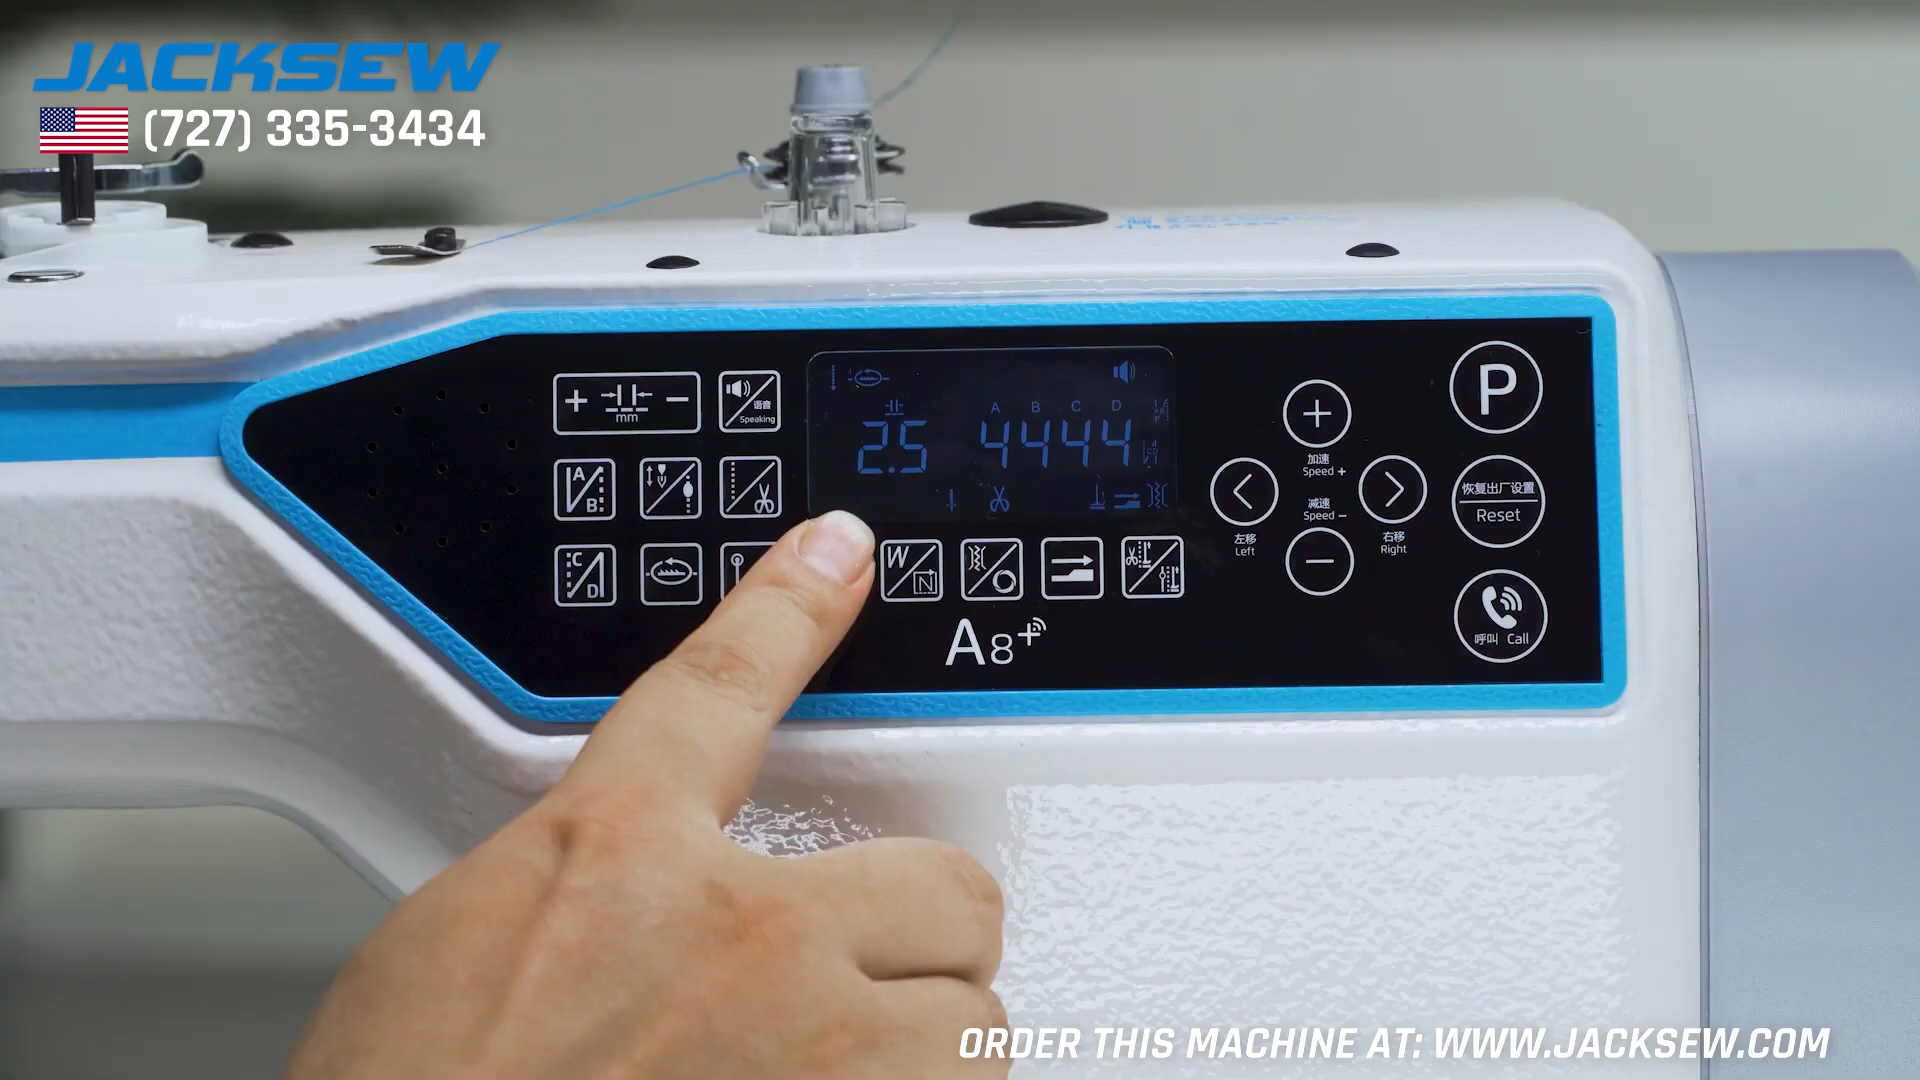 JACKSEW
(727) 335-3434
+ - mm
语音
Speaking
A B C D
2.5 4444
A
B
C
D
W
N
A8+
+
加速
Speed +
减速
Speed -
-
左移
Left
右移
Right
P
恢复出厂设置
Reset
呼叫 Call
ORDER THIS MACHINE AT: WWW.JACKSEW.COM